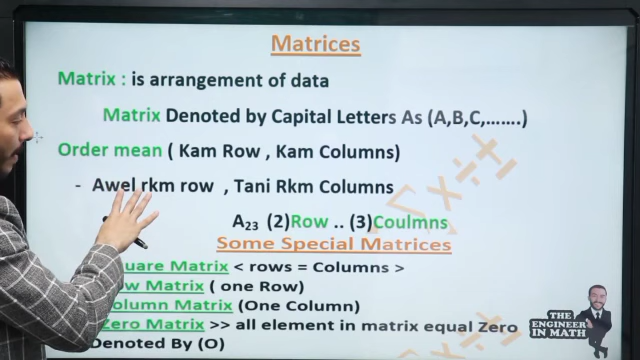 Matrices
Matrix : is arrangement of data
Matrix Denoted by Capital Letters As (A,B,C,…….)
Order mean ( Kam Row , Kam Columns)
- Awel rkm row , Tani Rkm Columns
A₂₃ (2)Row .. (3)Coulmns
Some Special Matrices
uare Matrix < rows = Columns >
w Matrix ( one Row)
olumn Matrix (One Column)
Zero Matrix >> all element in matrix equal Zero
Denoted By (O)
THE
ENGINEER
IN MATH